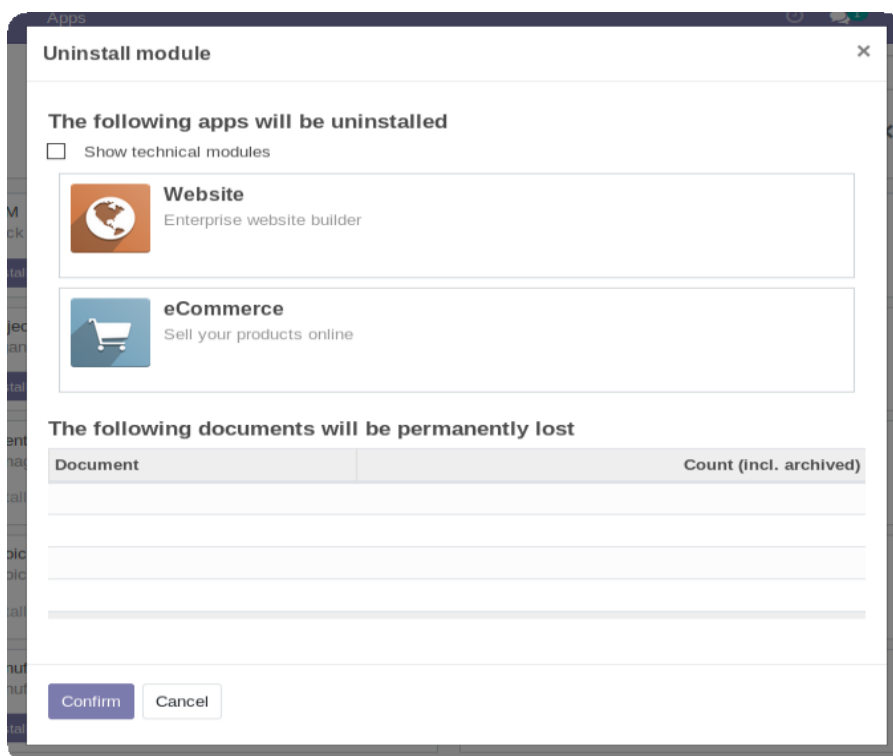 Apps
1
Uninstall module
×
The following apps will be uninstalled
Show technical modules
Website
Enterprise website builder
eCommerce
Sell your products online
The following documents will be permanently lost
Document Count (incl. archived)
Confirm Cancel